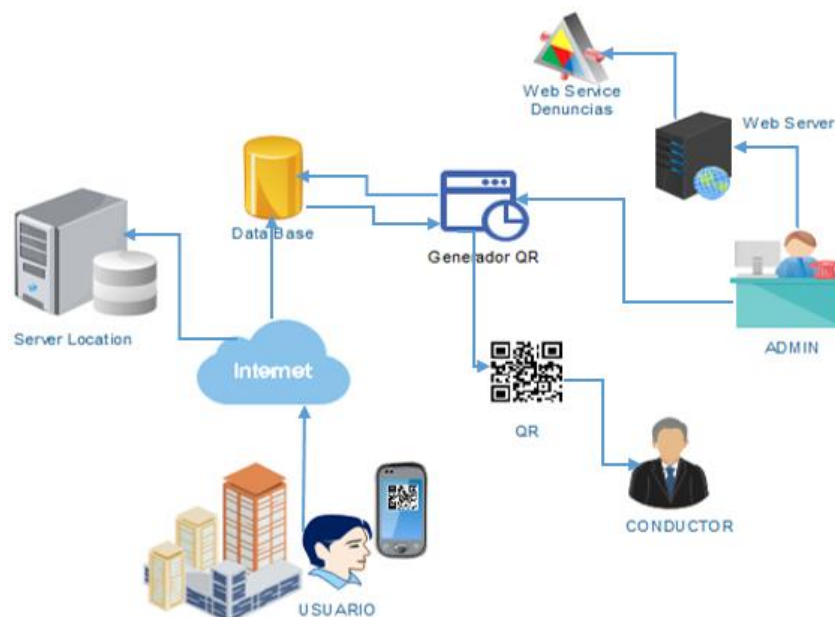 Web Service
Denuncias
Web Server
Data Base
Generador QR
Server Location
ADMIN
Internet
QR
CONDUCTOR
USUARIO